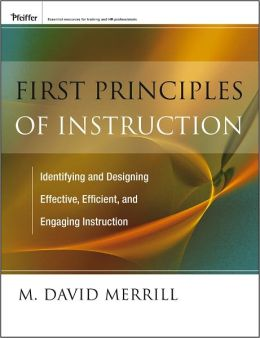 Pfeiffer
Essential resources for training and HR professionals
FIRST PRINCIPLES
OF INSTRUCTION
Identifying and Designing
Effective, Efficient, and
Engaging Instruction
M. DAVID MERRILL